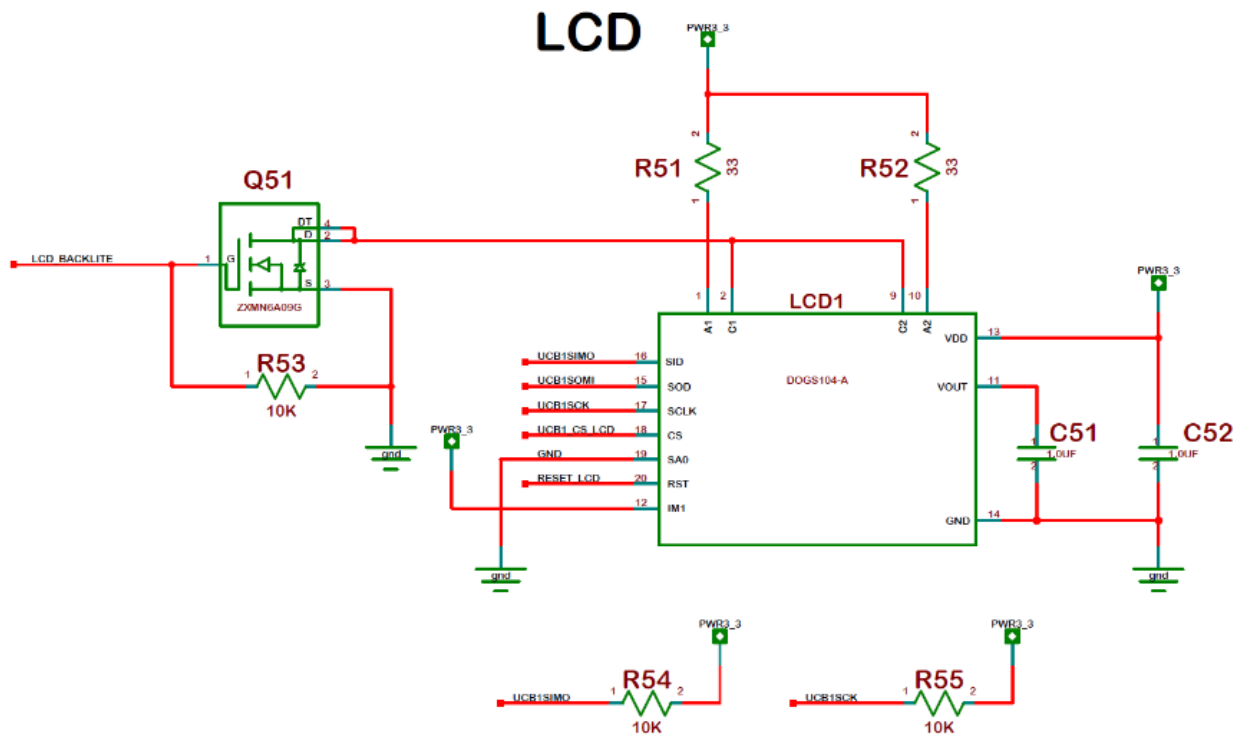 LCD
PWR3_3
2
R51
33
1
2
R52
33
1
Q51
DT
4
D
2
LCD_BACKLITE
1
G
S
3
ZXMN6A09G
1
R53
2
10K
gnd
PWR3_3
1
2
LCD1
9
10
A1
C1
C2
A2
DOGS104-A
UCB1SIMO
16
SID
UCB1SOMI
15
SOD
UCB1SCK
17
SCLK
UCB1_CS_LCD
18
CS
GND
19
SA0
RESET_LCD
20
RST
12
IM1
gnd
PWR3_3
VDD
13
VOUT
11
1
C51
1.0UF
2
1
C52
1.0UF
2
GND
14
gnd
PWR3_3
UCB1SIMO
1
R54
2
10K
PWR3_3
UCB1SCK
1
R55
2
10K